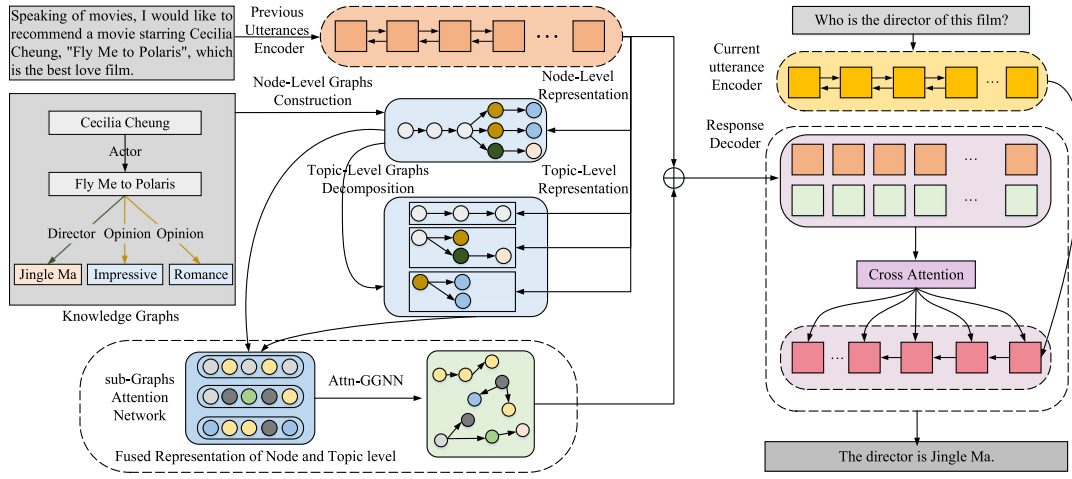 Speaking of movies, I would like to
recommend a movie starring Cecilia
Cheung, "Fly Me to Polaris", which
is the best love film.
Previous
Utterances
Encoder
...
Who is the director of this film?
Current
utterance
Encoder
...
Node-Level Graphs
Construction
Node-Level
Representation
Cecilia Cheung
Actor
Fly Me to Polaris
Director
Opinion
Opinion
Jingle Ma
Impressive
Romance
Knowledge Graphs
Topic-Level Graphs
Decomposition
Topic-Level
Representation
Response
Decoder
...
...
Cross Attention
...
sub-Graphs
Attention
Network
Attn-GGNN
Fused Representation of Node and Topic level
The director is Jingle Ma.